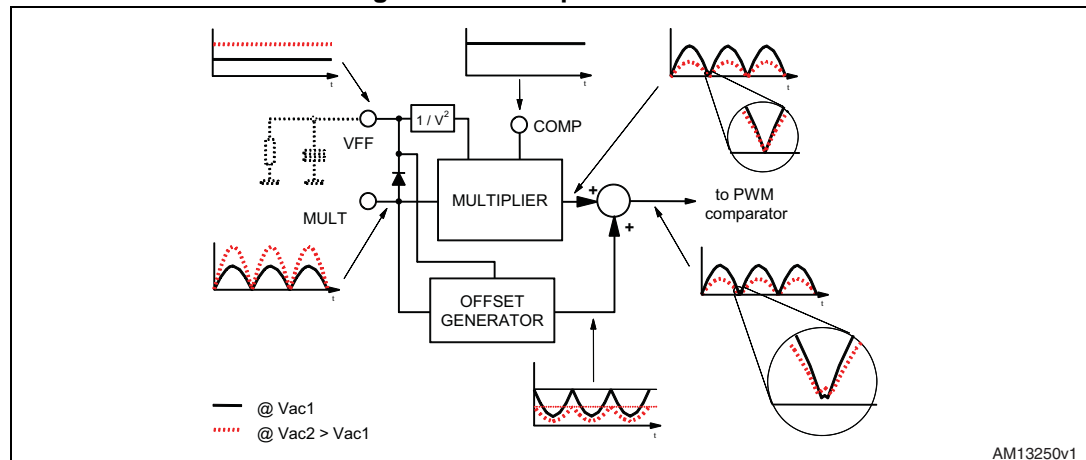 t
t
1 / V2
VFF
COMP
t
MULT
MULTIPLIER
+
+
to PWM
comparator
t
OFFSET
GENERATOR
t
t
@ Vac1
@ Vac2 > Vac1
AM13250v1